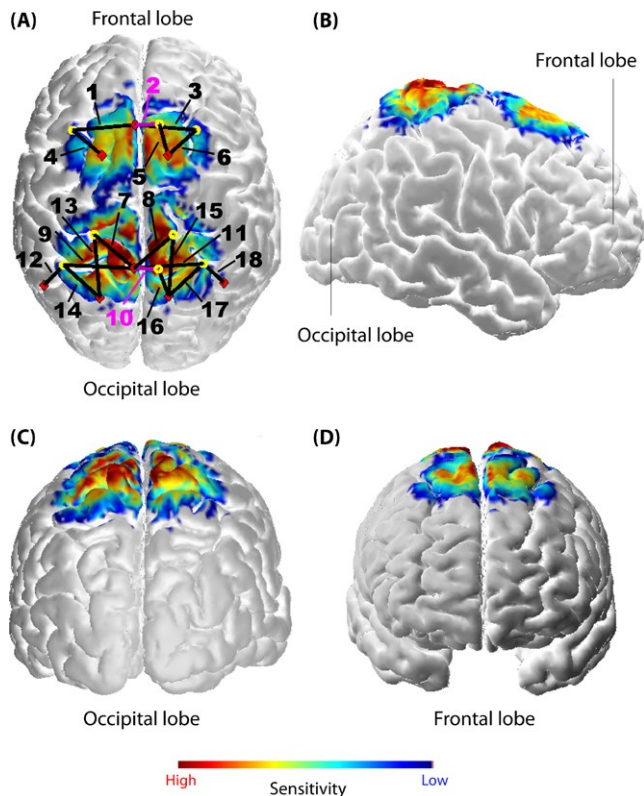 (A)
Frontal lobe
1
2
3
4
5
6
7
8
13
15
9
11
12
18
14
10
16
17
Occipital lobe
(B)
Frontal lobe
Occipital lobe
(C)
Occipital lobe
(D)
Frontal lobe
High
Sensitivity
Low